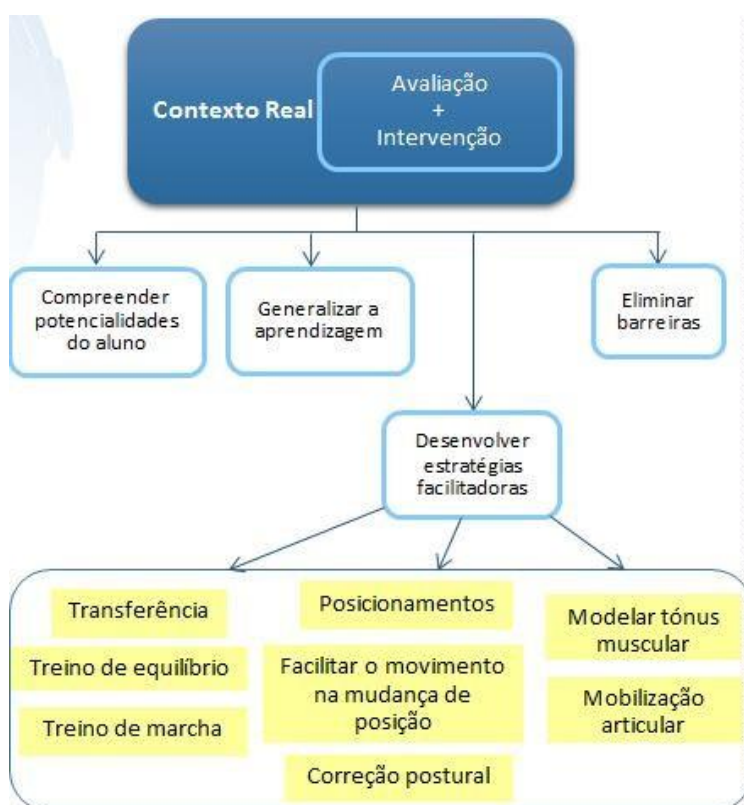 Contexto Real
Avaliação
+
Intervenção
Compreender
potencialidades
do aluno
Generalizar a
aprendizagem
Eliminar
barreiras
Desenvolver
estratégias
facilitadoras
Transferência
Treino de equilíbrio
Treino de marcha
Posicionamentos
Facilitar o movimento
na mudança de
posição
Correção postural
Modelar tónus
muscular
Mobilização
articular